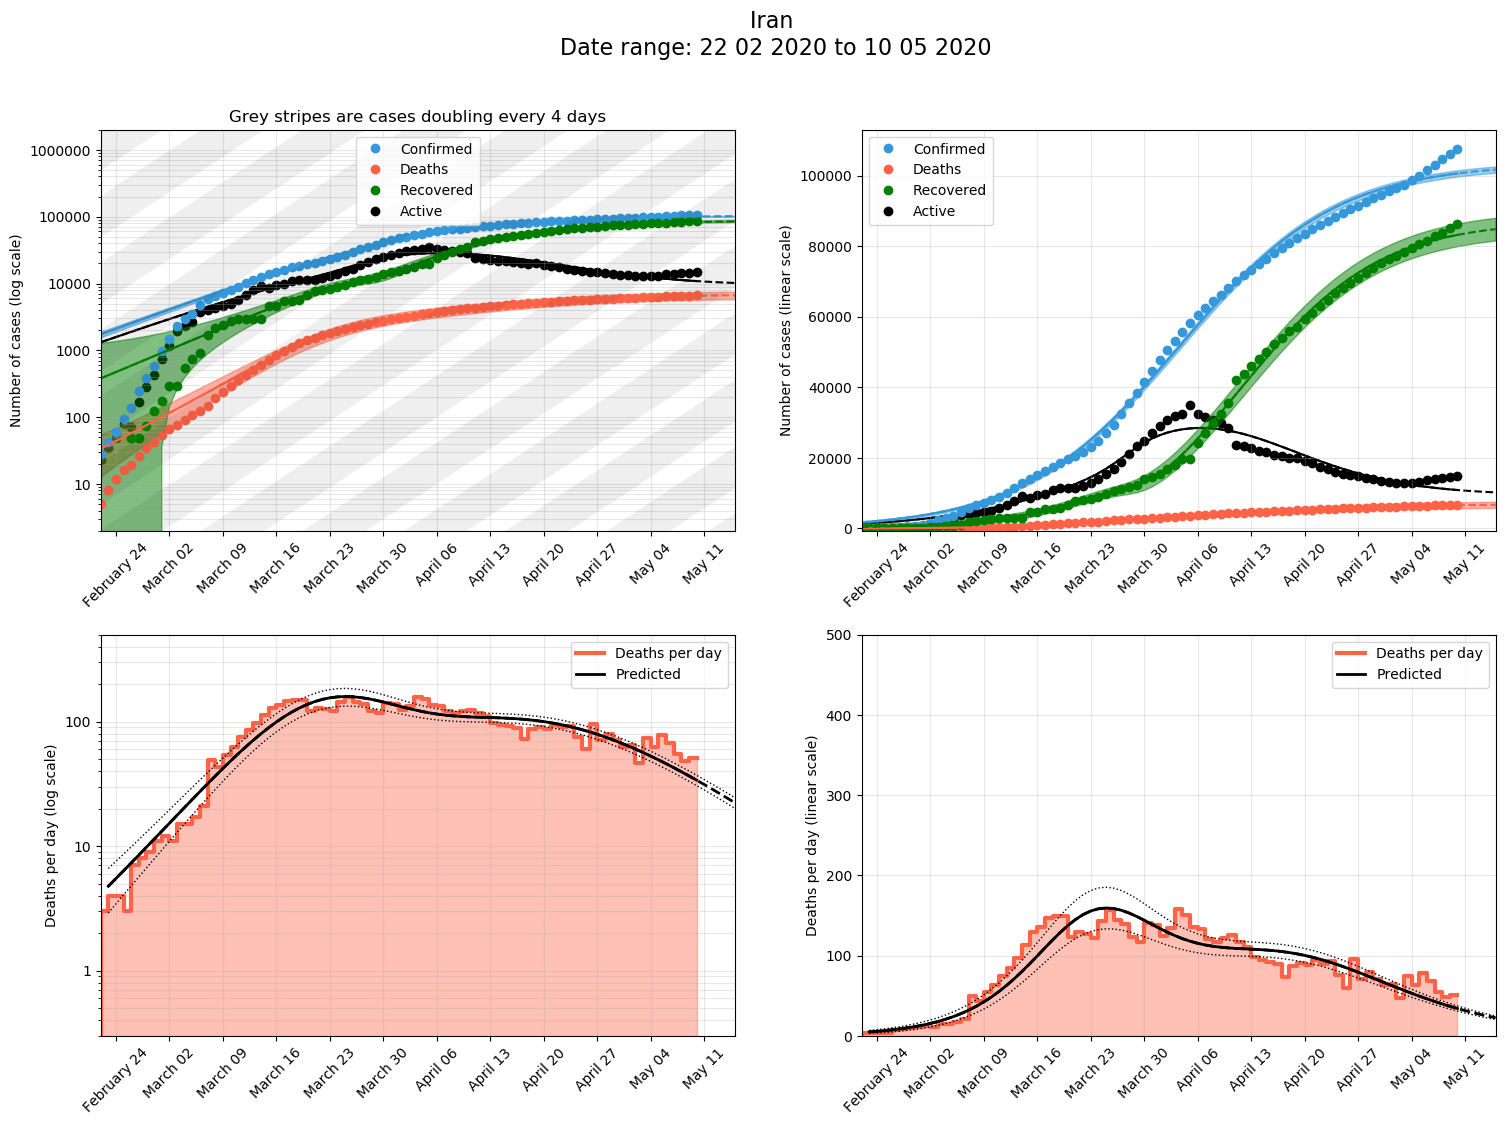 Iran
Date range: 22 02 2020 to 10 05 2020
Grey stripes are cases doubling every 4 days
Number of cases (log scale)
1000000
100000
10000
1000
100
10
Confirmed
Deaths
Recovered
Active
February 24
March 02
March 09
March 16
March 23
March 30
April 06
April 13
April 20
April 27
May 04
May 11
Number of cases (linear scale)
100000
80000
60000
40000
20000
0
Confirmed
Deaths
Recovered
Active
February 24
March 02
March 09
March 16
March 23
March 30
April 06
April 13
April 20
April 27
May 04
May 11
Deaths per day (log scale)
100
10
1
Deaths per day
Predicted
February 24
March 02
March 09
March 16
March 23
March 30
April 06
April 13
April 20
April 27
May 04
May 11
Deaths per day (linear scale)
500
400
300
200
100
0
Deaths per day
Predicted
February 24
March 02
March 09
March 16
March 23
March 30
April 06
April 13
April 20
April 27
May 04
May 11